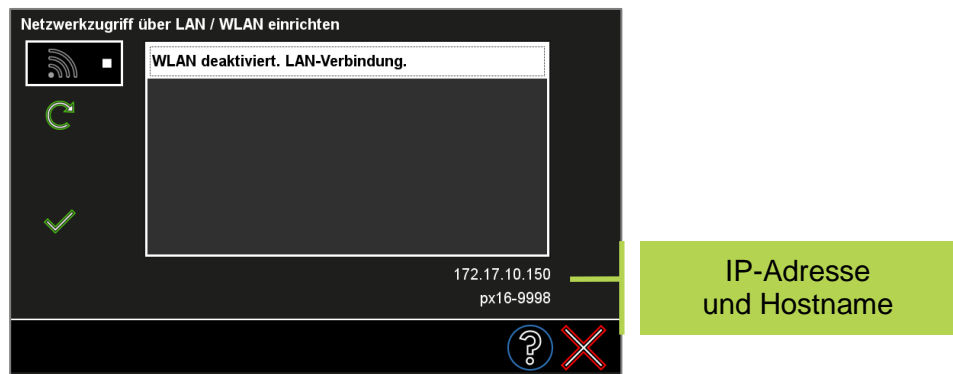 Netzwerkzugriff über LAN / WLAN einrichten
WLAN deaktiviert. LAN-Verbindung.
172.17.10.150
px16-9998
IP-Adresse
und Hostname
?